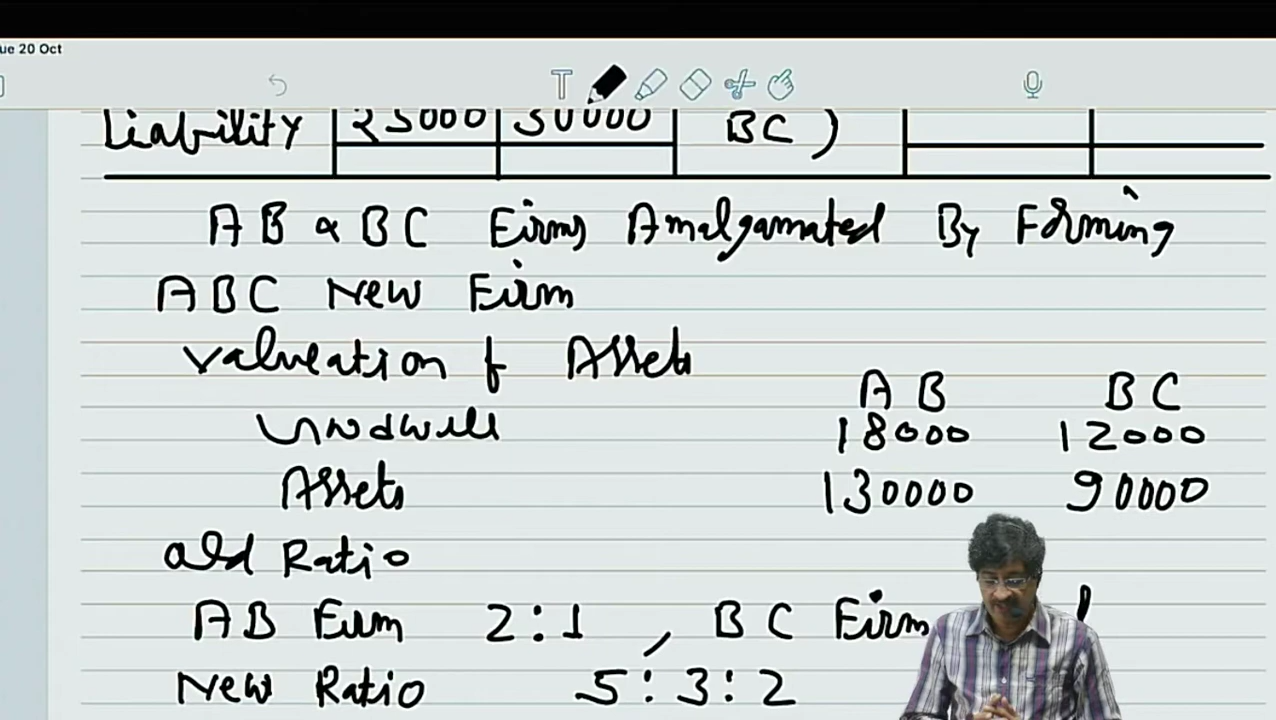 ue 20 Oct
T
Liability 25000 30000 BC )
AB & BC Firms Amalgamated By Forming
ABC New Firm
Valueation of Assets
AB BC
Goodwill 18000 12000
Assets 130000 90000
Old Ratio
AB Firm 2:1 , BC Firm
New Ratio 5:3:2